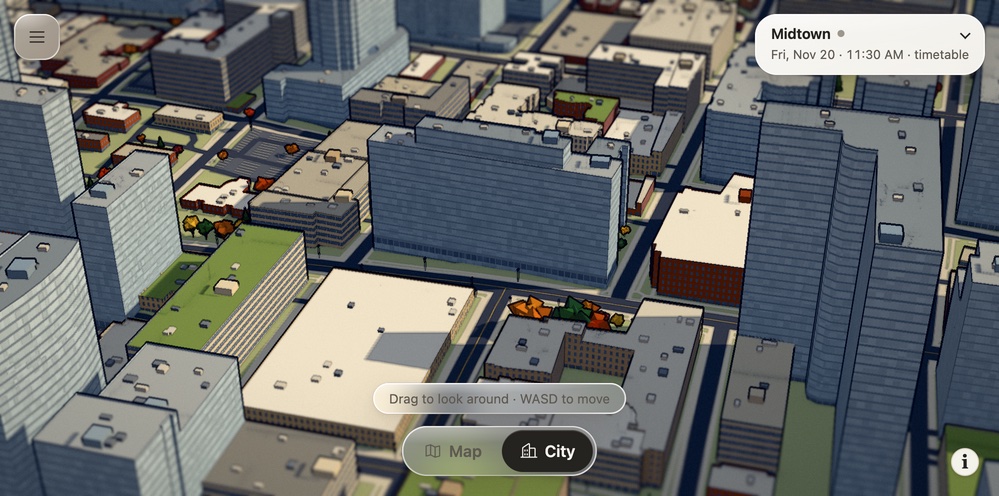 Midtown
Fri, Nov 20 · 11:30 AM · timetable
Drag to look around · WASD to move
Map
City
i